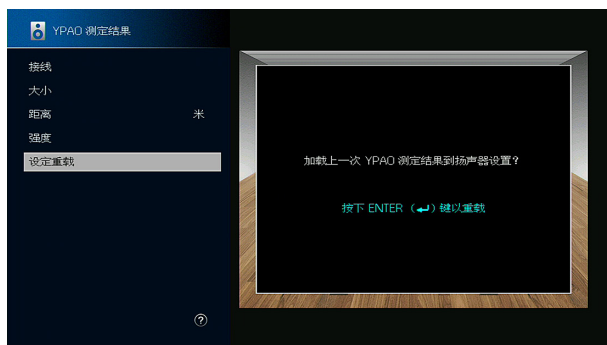 YPAO 测定结果
接线
大小
距离 米
强度
设定重载
加载上一次 YPAO 测定结果到扬声器设置?
按下 ENTER (↵) 键以重载
?